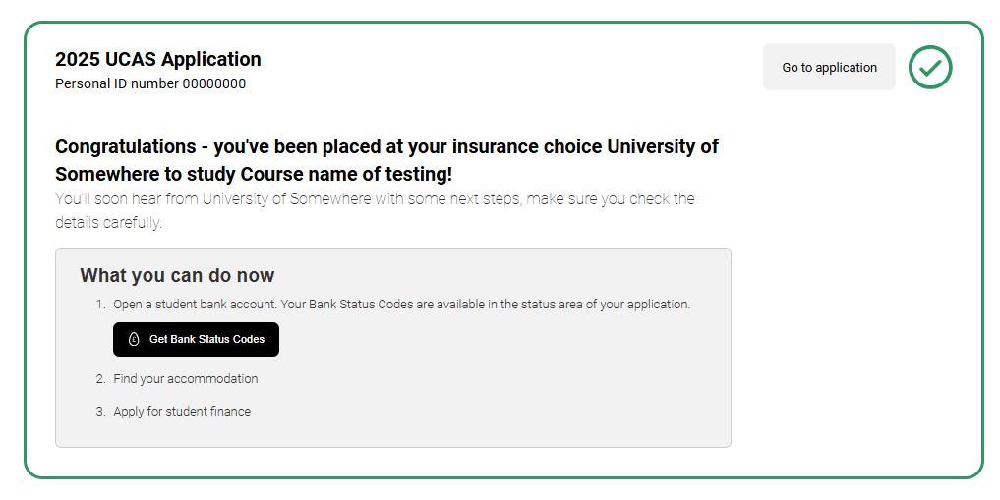 2025 UCAS Application
Personal ID number 00000000
Go to application
Congratulations - you've been placed at your insurance choice University of
Somewhere to study Course name of testing!
You'll soon hear from University of Somewhere with some next steps, make sure you check the
details carefully.
What you can do now
1. Open a student bank account. Your Bank Status Codes are available in the status area of your application.
£ Get Bank Status Codes
2. Find your accommodation
3. Apply for student finance